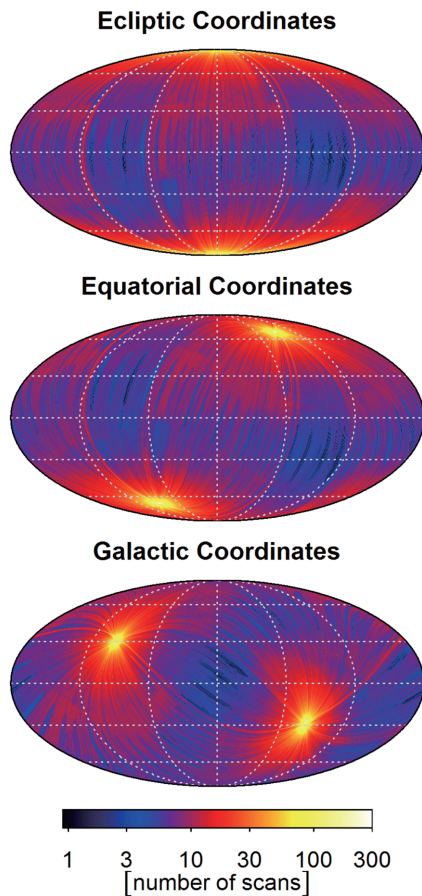 Ecliptic Coordinates
Equatorial Coordinates
Galactic Coordinates
1 3 10 30 100 300
[number of scans]